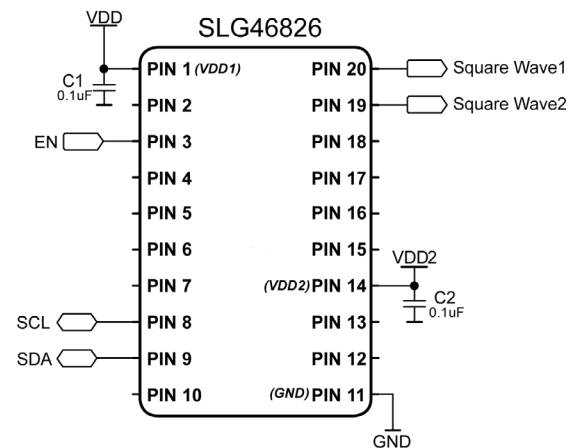 VDD
SLG46826
PIN 1 (VDD1)
PIN 20
Square Wave1
C1
0.1uF
PIN 2
PIN 19
Square Wave2
EN
PIN 3
PIN 18
PIN 4
PIN 17
PIN 5
PIN 16
PIN 6
PIN 15
VDD2
PIN 7
(VDD2) PIN 14
C2
0.1uF
SCL
PIN 8
PIN 13
SDA
PIN 9
PIN 12
PIN 10
(GND) PIN 11
GND